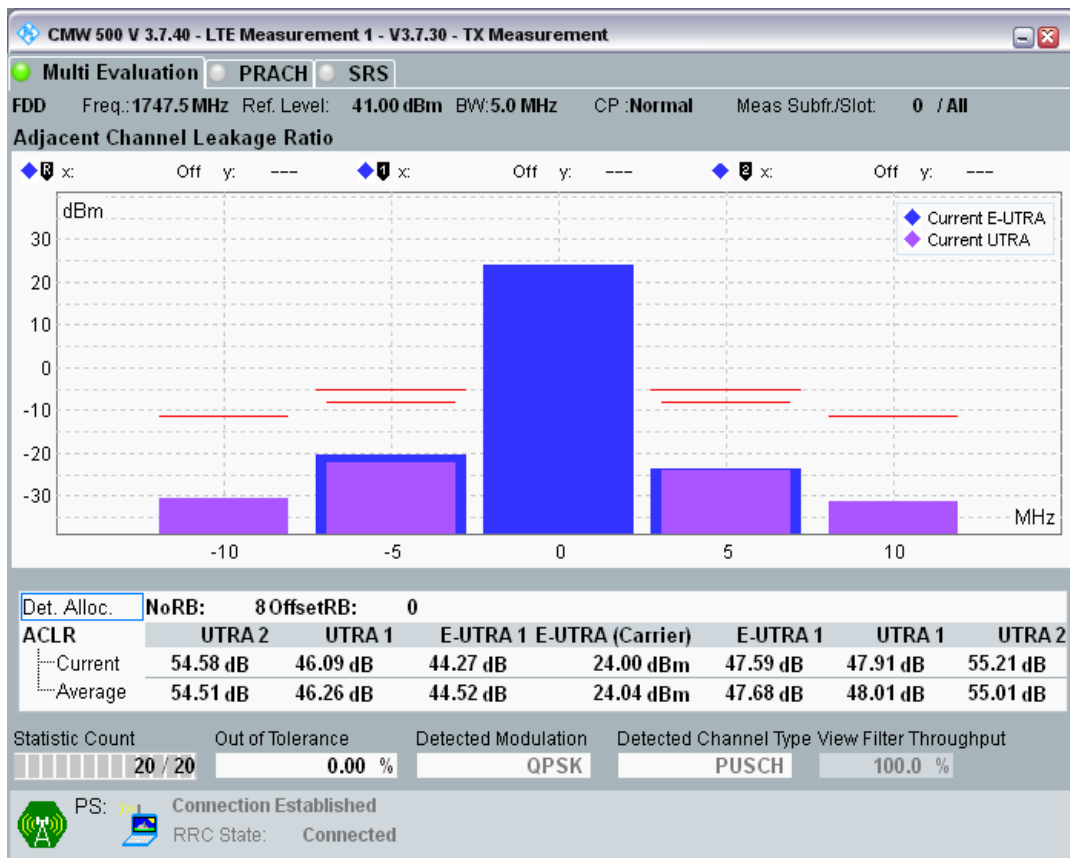 CMW 500 V 3.7.40 - LTE Measurement 1 - V3.7.30 - TX Measurement
Multi Evaluation PRACH SRS
FDD Freq.: 1747.5 MHz Ref. Level: 41.00 dBm BW: 5.0 MHz CP : Normal Meas Subfr./Slot: 0 / All
Adjacent Channel Leakage Ratio
R x: Off y: --- 1 x: Off y: --- 2 x: Off y: ---
dBm
Current E-UTRA
Current UTRA
30
20
10
0
-10
-20
-30
MHz
-10 -5 0 5 10
Det. Alloc. NoRB: 8 OffsetRB: 0
ACLR UTRA 2 UTRA 1 E-UTRA 1 E-UTRA (Carrier) E-UTRA 1 UTRA 1 UTRA 2
Current 54.58 dB 46.09 dB 44.27 dB 24.00 dBm 47.59 dB 47.91 dB 55.21 dB
Average 54.51 dB 46.26 dB 44.52 dB 24.04 dBm 47.68 dB 48.01 dB 55.01 dB
Statistic Count Out of Tolerance Detected Modulation Detected Channel Type View Filter Throughput
20 / 20 0.00 % QPSK PUSCH 100.0 %
PS: Connection Established
RRC State: Connected